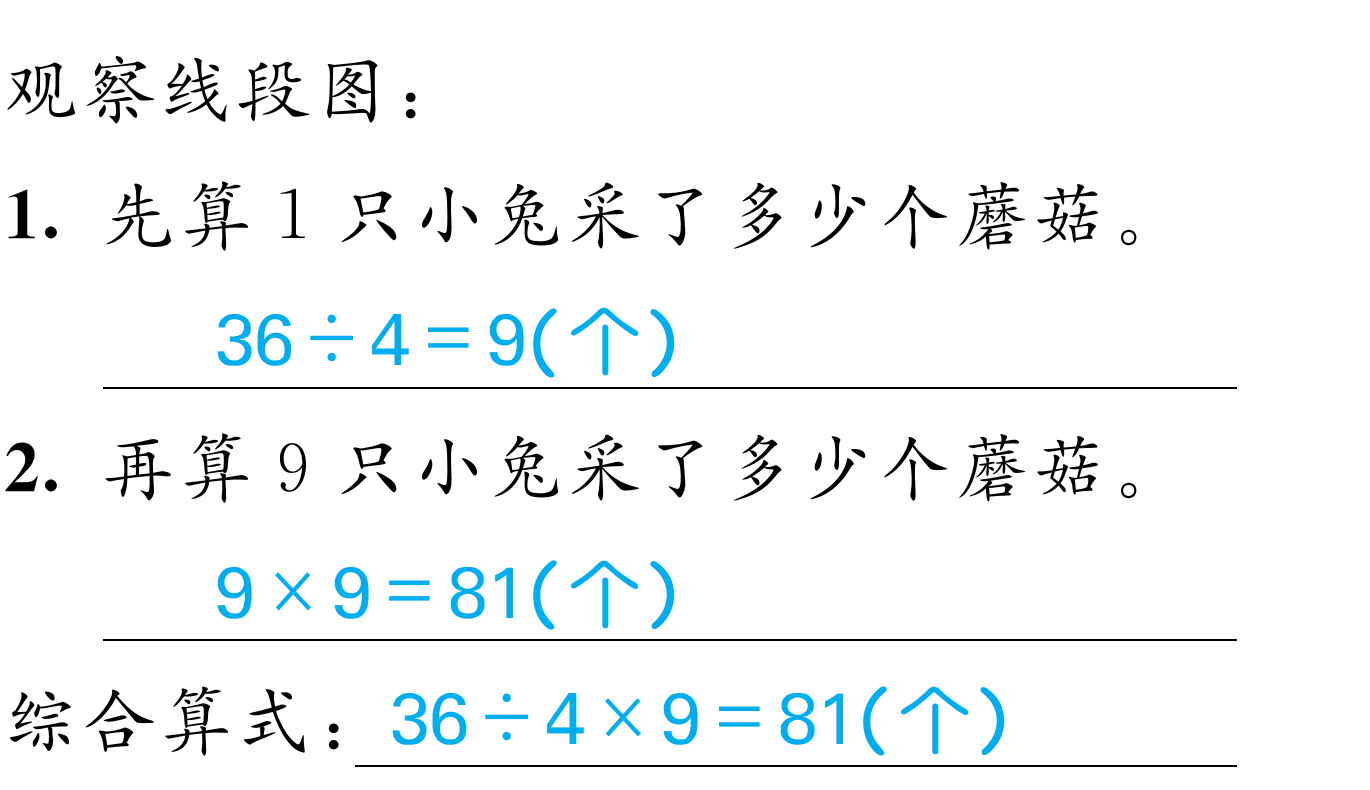 观察线段图：
1. 先算 1 只小兔采了多少个蘑菇。
36÷4=9(个)
2. 再算 9 只小兔采了多少个蘑菇。
9×9=81(个)
综合算式：36÷4×9=81(个)